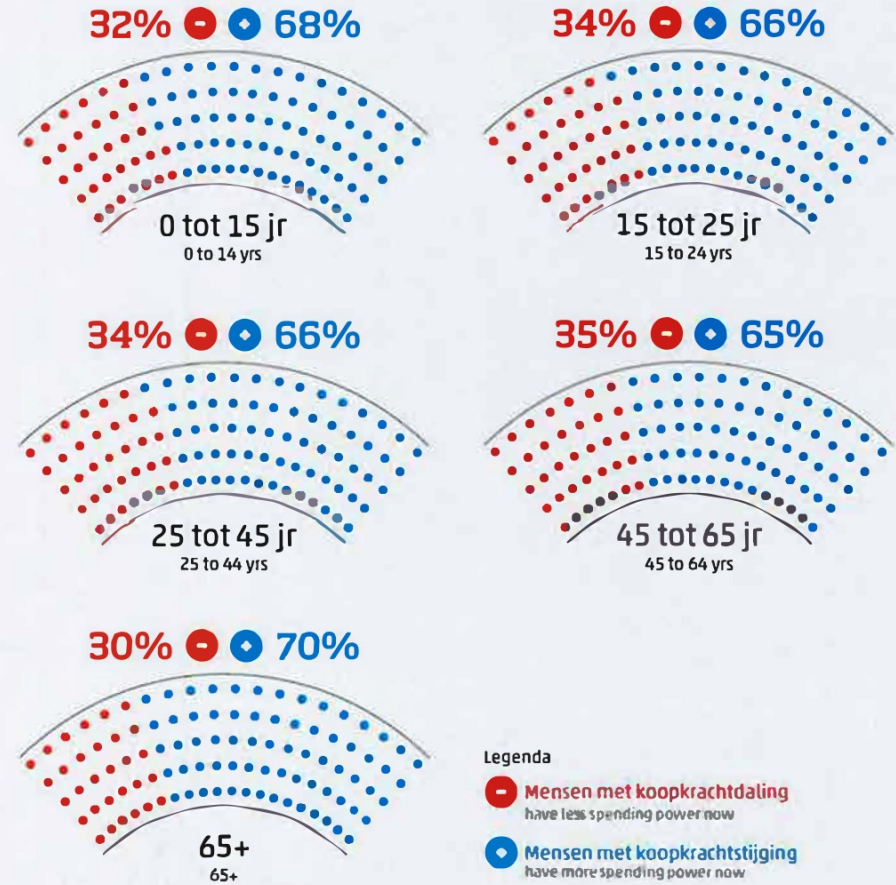 32% - + 68%
0 tot 15 jr
0 to 14 yrs
34% - + 66%
15 tot 25 jr
15 to 24 yrs
34% - + 66%
25 tot 45 jr
25 to 44 yrs
35% - + 65%
45 tot 65 jr
45 to 64 yrs
30% - + 70%
65+
65+
Legenda
- Mensen met koopkrachtdaling
have less spending power now
+ Mensen met koopkrachtstijging
have more spending power now